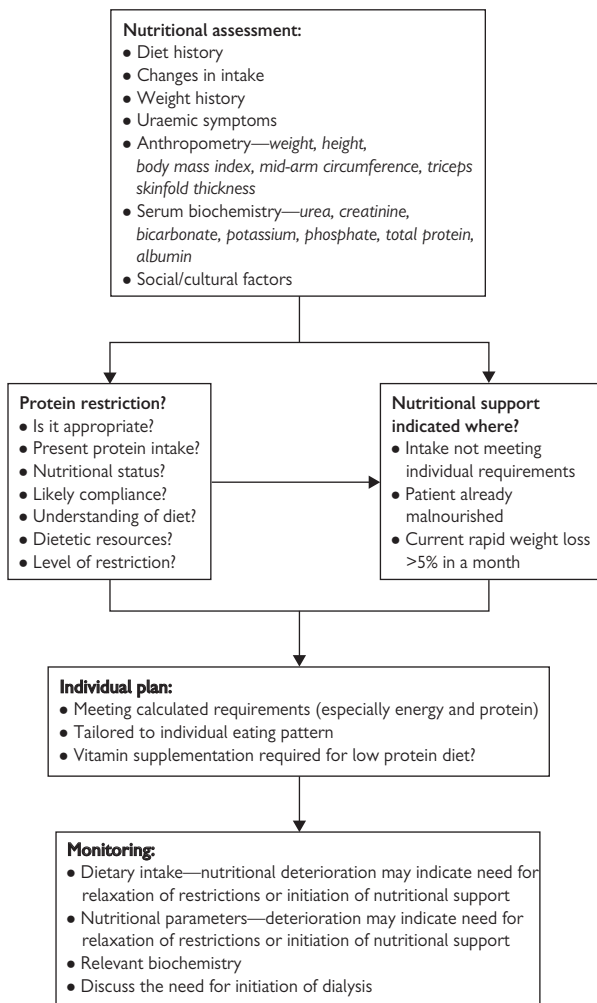 Nutritional assessment:
● Diet history
● Changes in intake
● Weight history
● Uraemic symptoms
● Anthropometry—weight, height,
body mass index, mid-arm circumference, triceps
skinfold thickness
● Serum biochemistry—urea, creatinine,
bicarbonate, potassium, phosphate, total protein,
albumin
● Social/cultural factors
Protein restriction?
● Is it appropriate?
● Present protein intake?
● Nutritional status?
● Likely compliance?
● Understanding of diet?
● Dietetic resources?
● Level of restriction?
Nutritional support
indicated where?
● Intake not meeting
individual requirements
● Patient already
malnourished
● Current rapid weight loss
>5% in a month
Individual plan:
● Meeting calculated requirements (especially energy and protein)
● Tailored to individual eating pattern
● Vitamin supplementation required for low protein diet?
Monitoring:
● Dietary intake—nutritional deterioration may indicate need for
relaxation of restrictions or initiation of nutritional support
● Nutritional parameters—deterioration may indicate need for
relaxation of restrictions or initiation of nutritional support
● Relevant biochemistry
● Discuss the need for initiation of dialysis